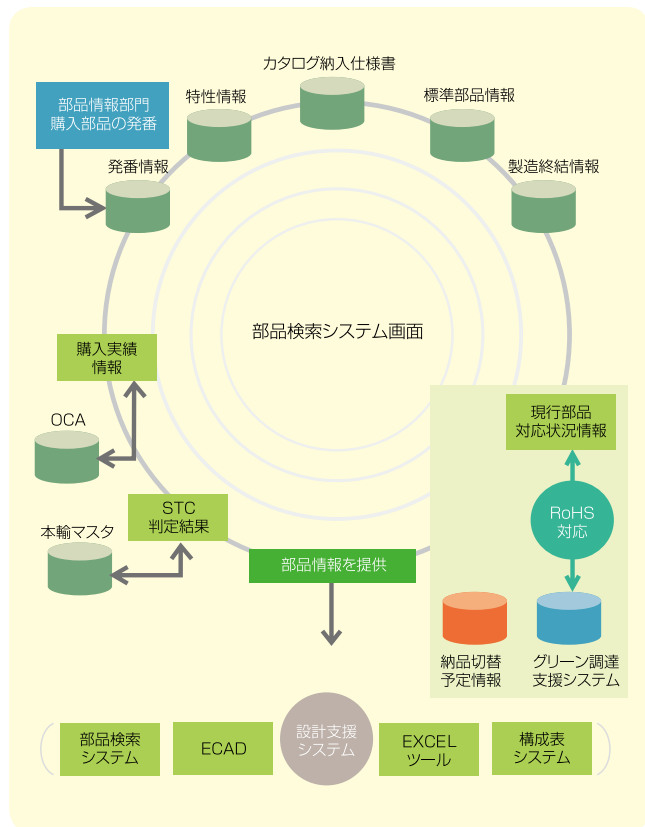 カタログ納入仕様書
特性情報
標準部品情報
部品情報部門
購入部品の発番
発番情報
製造終結情報
部品検索システム画面
購入実績
情報
OCA
現行部品
対応状況情報
STC
判定結果
RoHS
対応
本輸マスタ
部品情報を提供
納品切替
予定情報
グリーン調達
支援システム
部品検索
システム
ECAD
設計支援
システム
EXCEL
ツール
構成表
システム